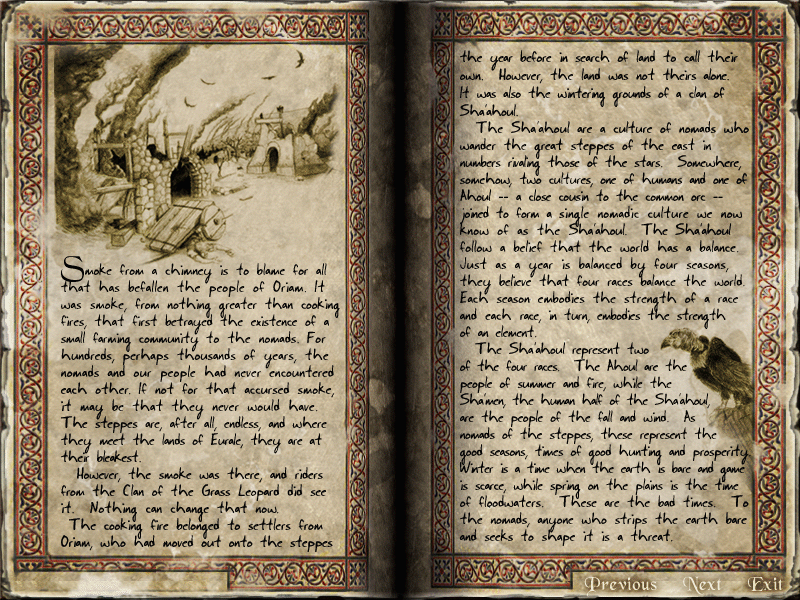 Smoke from a chimney is to blame for all
that has befallen the people of Oriam. It
was smoke, from nothing greater than cooking
fires, that first betrayed the existence of a
small farming community to the nomads. For
hundreds, perhaps thousands of years, the
nomads and our people had never encountered
each other. If not for that accursed smoke,
it may be that they never would have.
The steppes are, after all, endless, and where
they meet the lands of Eurale, they are at
their bleakest.
However, the smoke was there, and riders
from the Clan of the Grass Leopard did see
it. Nothing can change that now.
The cooking fire belonged to settlers from
Oriam, who had moved out onto the steppes
the year before in search of land to call their
own. However, the land was not theirs alone.
It was also the wintering grounds of a clan of
Sha'ahoul.
The Sha'ahoul are a culture of nomads who
wander the great steppes of the east in
numbers rivaling those of the stars. Somewhere,
somehow, two cultures, one of humans and one of
Ahoul -- a close cousin to the common orc --
joined to form a single nomadic culture we now
know of as the Sha'ahoul. The Sha'ahoul
follow a belief that the world has a balance.
Just as a year is balanced by four seasons,
they believe that four races balance the world.
Each season embodies the strength of a race
and each race, in turn, embodies the strength
of an element.
The Sha'ahoul represent two
of the four races. The Ahoul are the
people of summer and fire, while the
Sha'men, the human half of the Sha'ahoul,
are the people of the fall and wind. As
nomads of the steppes, these represent the
good seasons, times of good hunting and prosperity.
Winter is a time when the earth is bare and game
is scarce, while spring on the plains is the time
of floodwaters. These are the bad times. To
the nomads, anyone who strips the earth bare
and seeks to shape it is a threat.
Previous Next Exit